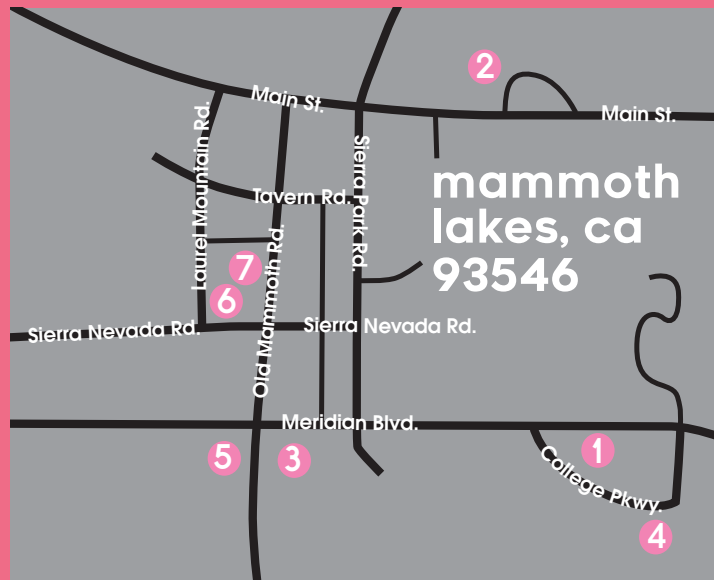 2
Main St.
Main St.
Laurel Mountain Rd.
Sierra Park Rd.
mammoth
lakes, ca
93546
Tavern Rd.
Old Mammoth Rd.
7
6
Sierra Nevada Rd.
Sierra Nevada Rd.
Meridian Blvd.
5
3
1
College Pkwy.
4